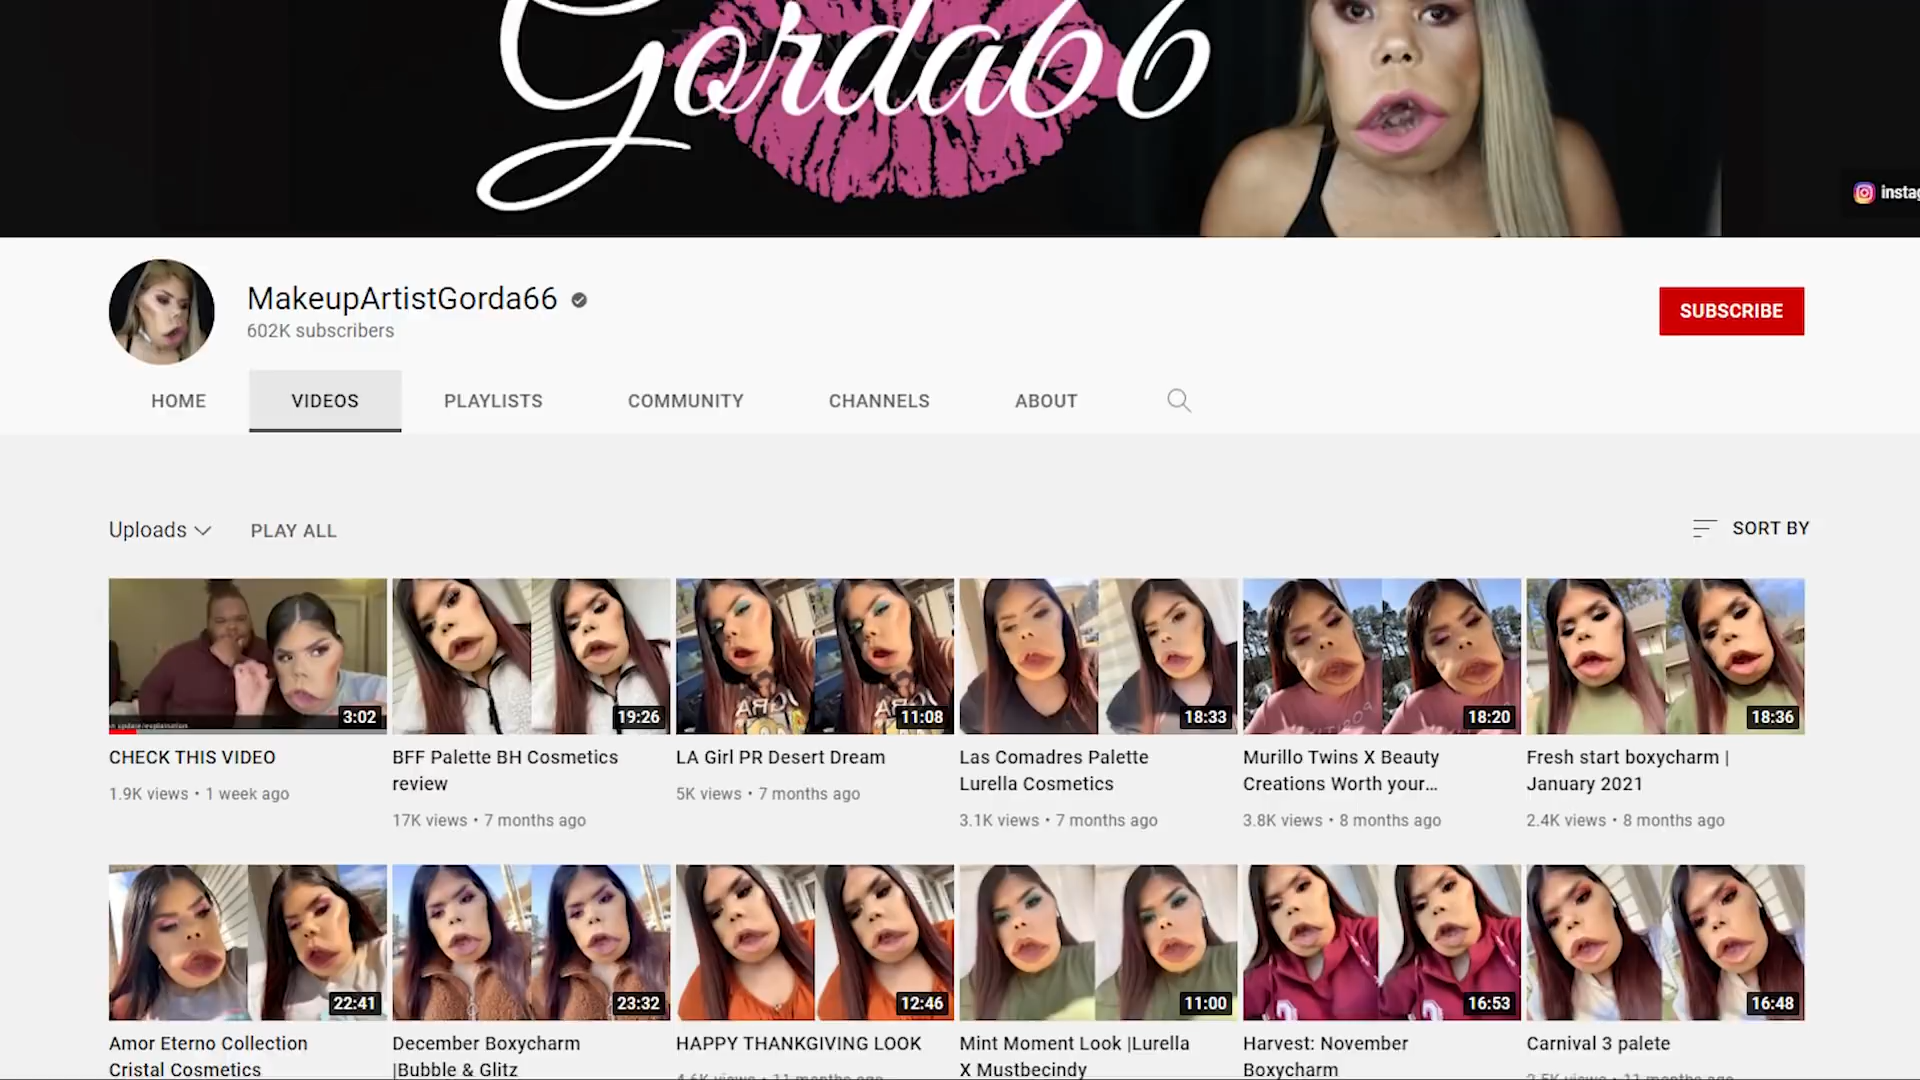 Gorda66
insta
MakeupArtistGorda66
602K subscribers
SUBSCRIBE
HOME
VIDEOS
PLAYLISTS
COMMUNITY
CHANNELS
ABOUT
Uploads
PLAY ALL
SORT BY
3:02
19:26
11:08
18:33
18:20
18:36
CHECK THIS VIDEO
1.9K views • 1 week ago
BFF Palette BH Cosmetics
review
17K views • 7 months ago
LA Girl PR Desert Dream
5K views • 7 months ago
Las Comadres Palette
Lurella Cosmetics
3.1K views • 7 months ago
Murillo Twins X Beauty
Creations Worth your...
3.8K views • 8 months ago
Fresh start boxycharm |
January 2021
2.4K views • 8 months ago
22:41
23:32
12:46
11:00
16:53
16:48
Amor Eterno Collection
Cristal Cosmetics
December Boxycharm
|Bubble & Glitz
HAPPY THANKGIVING LOOK
Mint Moment Look |Lurella
X Mustbecindy
Harvest: November
Boxycharm
Carnival 3 palete